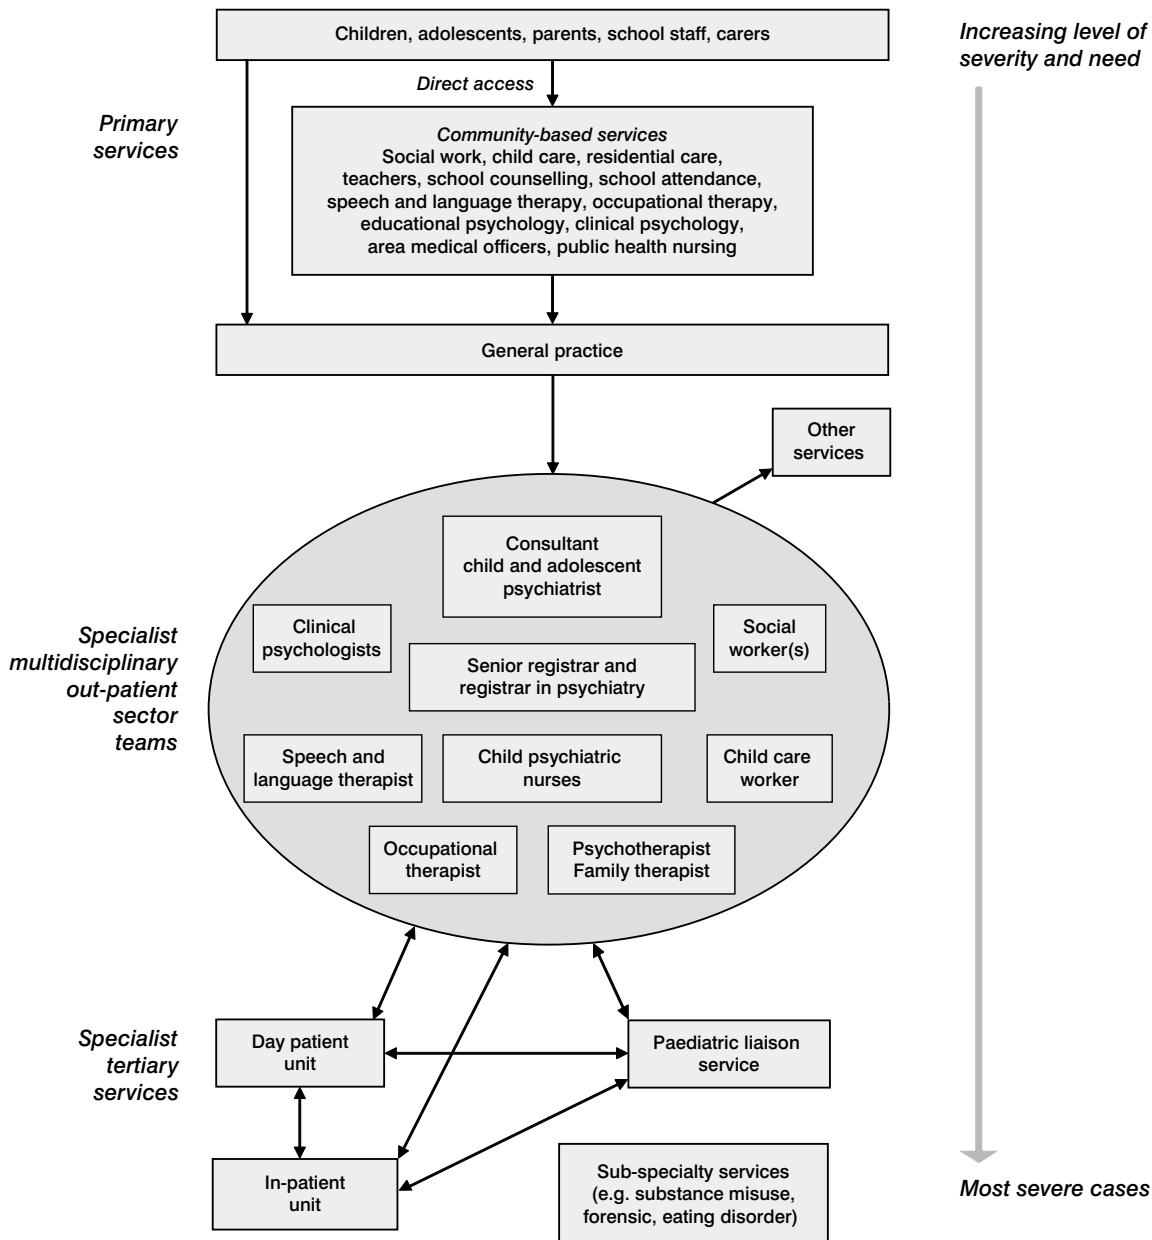 Children, adolescents, parents, school staff, carers
Increasing level of
severity and need
Direct access
Primary
services
Community-based services
Social work, child care, residential care,
teachers, school counselling, school attendance,
speech and language therapy, occupational therapy,
educational psychology, clinical psychology,
area medical officers, public health nursing
General practice
Other
services
Specialist
multidisciplinary
out-patient
sector
teams
Consultant
child and adolescent
psychiatrist
Clinical
psychologists
Social
worker(s)
Senior registrar and
registrar in psychiatry
Speech and
language therapist
Child psychiatric
nurses
Child care
worker
Occupational
therapist
Psychotherapist
Family therapist
Specialist
tertiary
services
Day patient
unit
Paediatric liaison
service
In-patient
unit
Sub-specialty services
(e.g. substance misuse,
forensic, eating disorder)
Most severe cases